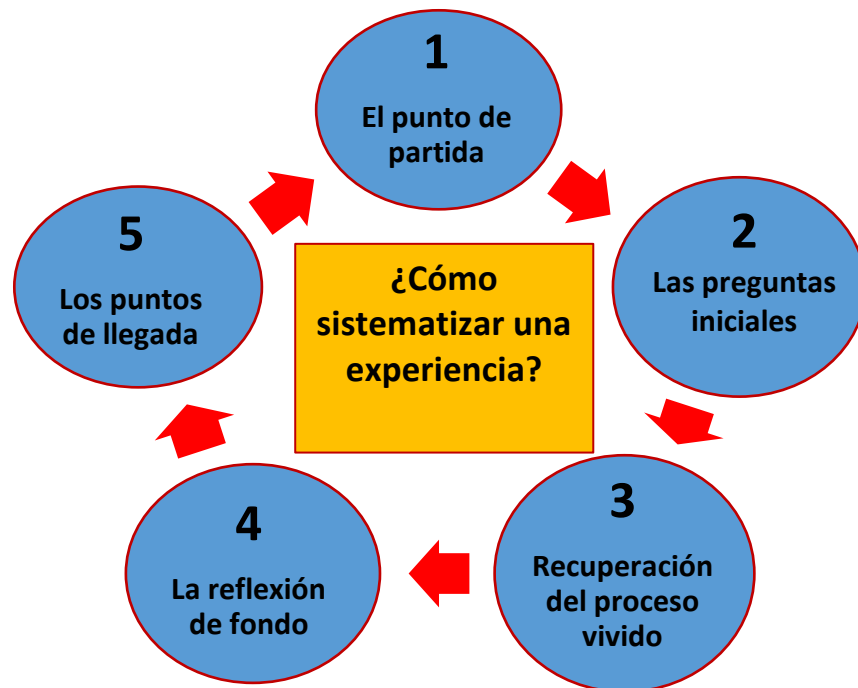 ¿Cómo
sistematizar una
experiencia?
1
El punto de
partida
2
Las preguntas
iniciales
3
Recuperación
del proceso
vivido
4
La reflexión
de fondo
5
Los puntos
de llegada